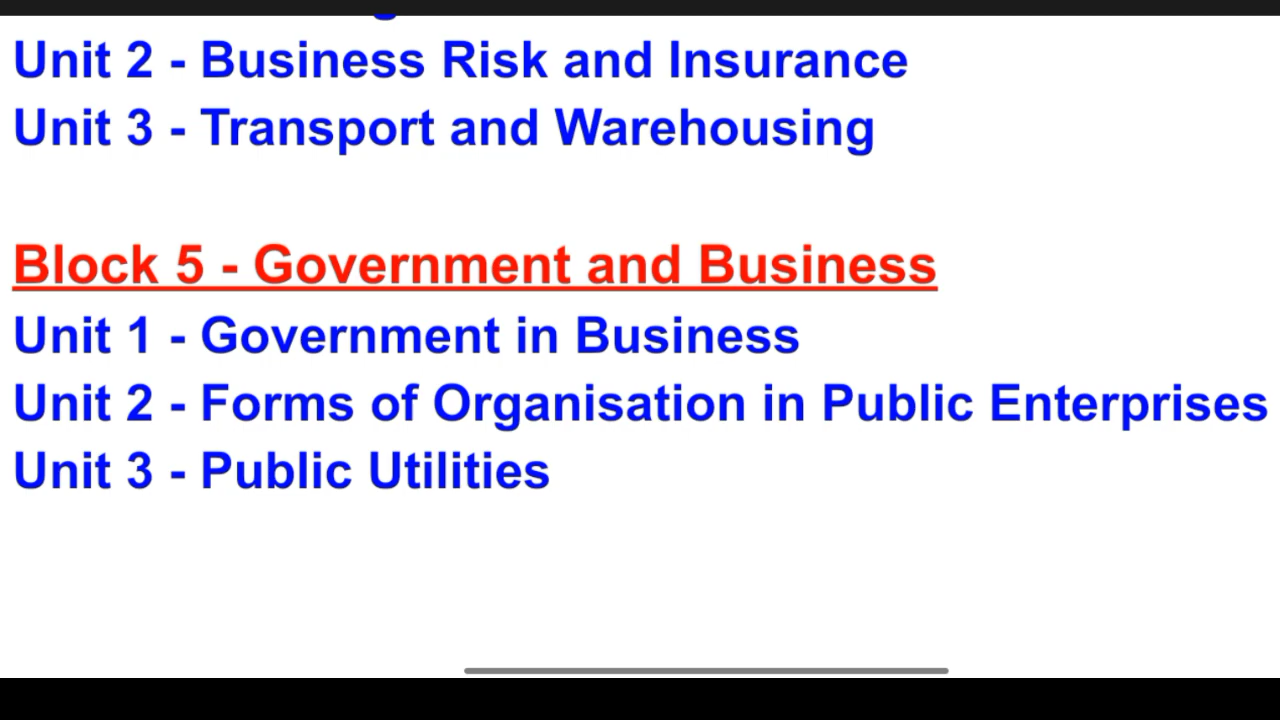 Unit 2 - Business Risk and Insurance
Unit 3 - Transport and Warehousing
Block 5 - Government and Business
Unit 1 - Government in Business
Unit 2 - Forms of Organisation in Public Enterprises
Unit 3 - Public Utilities